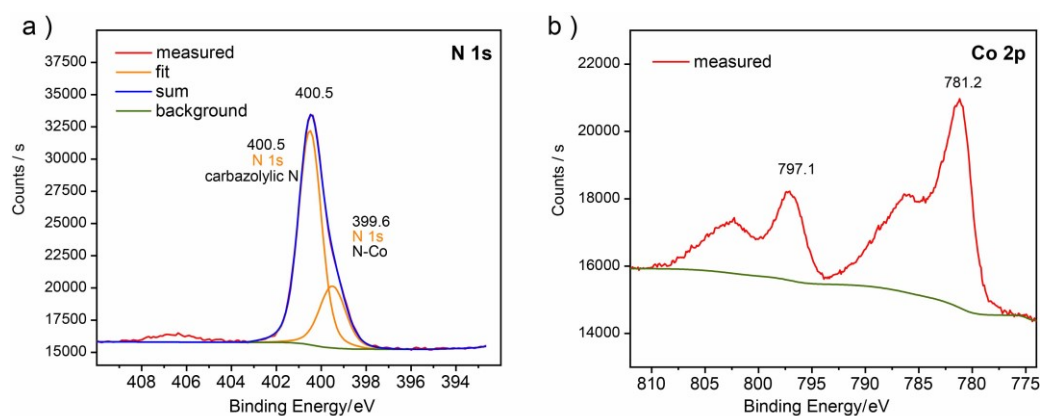 a )
N 1s
measured
fit
sum
background
400.5
400.5
N 1s
carbazolylic N
399.6
N 1s
N-Co
37500
35000
32500
30000
27500
25000
22500
20000
17500
15000
Counts / s
408 406 404 402 400 398 396 394
Binding Energy/eV
b )
Co 2p
measured
781.2
797.1
22000
20000
18000
16000
14000
Counts / s
810 805 800 795 790 785 780 775
Binding Energy/eV